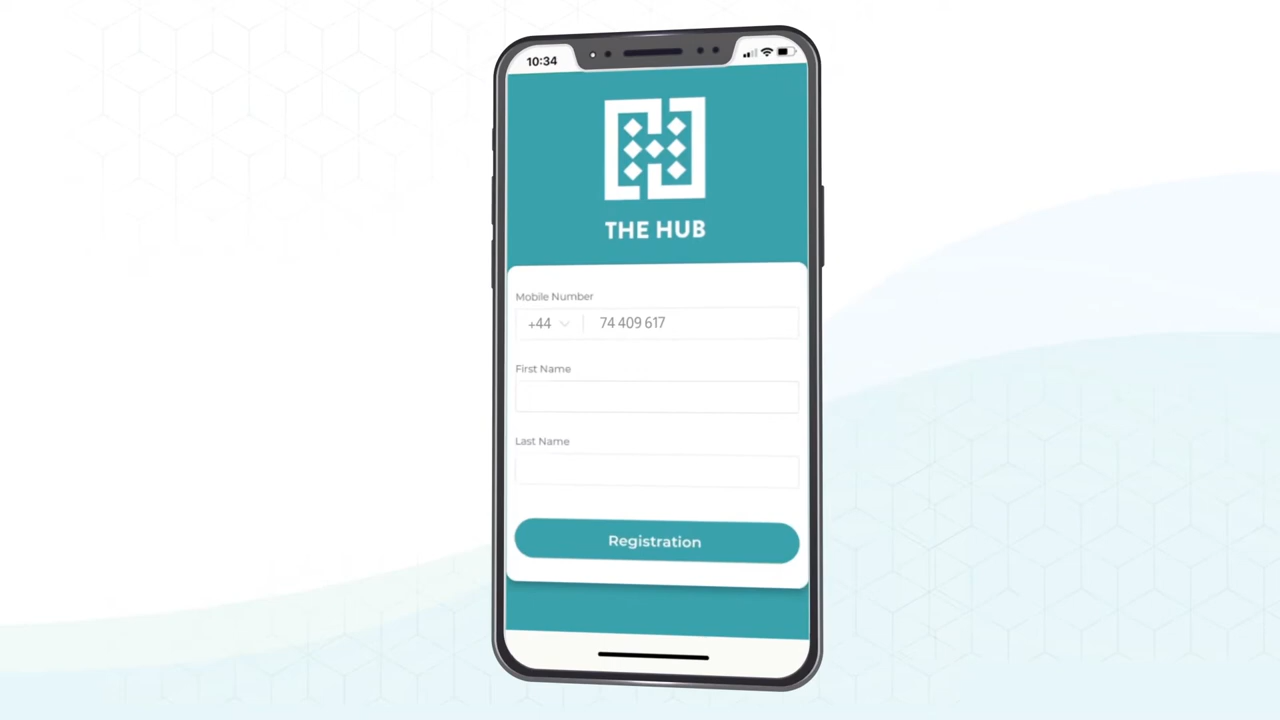 10:34
THE HUB
Mobile Number
+44 74 409 617
First Name
Last Name
Registration